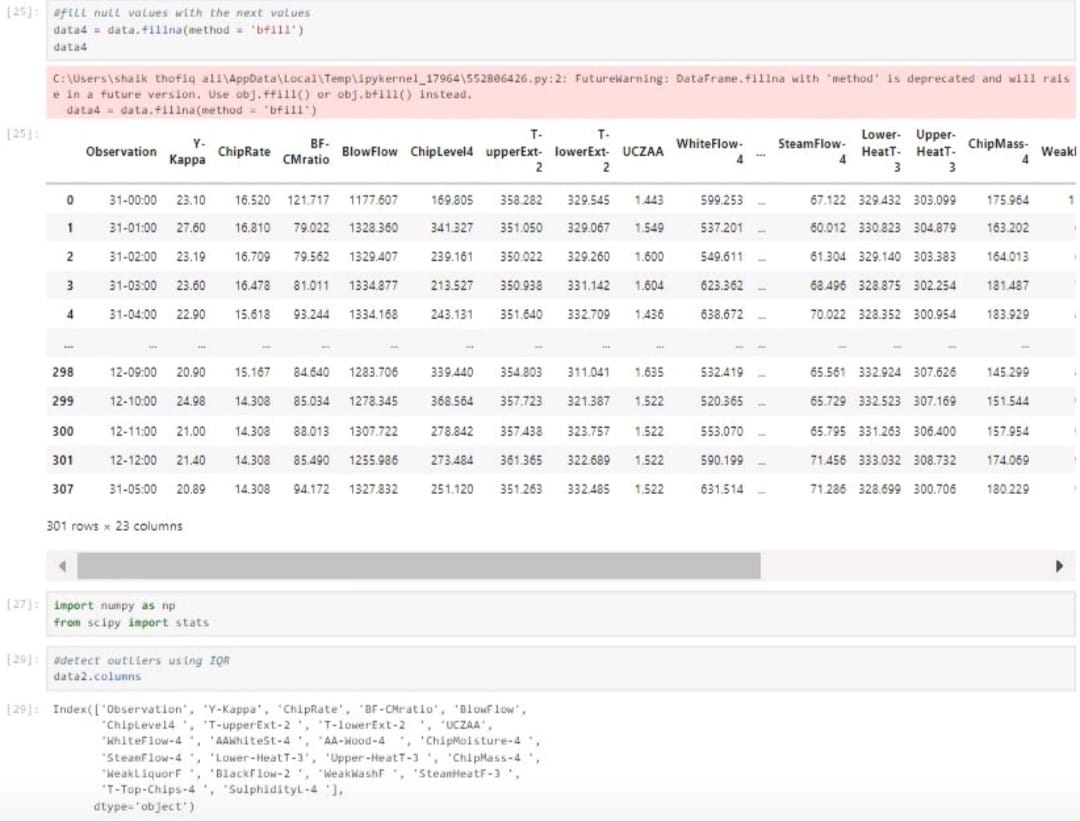 [25]: #fill null values with the next values
data4 = data.fillna(method = 'bfill')
data4
C:\Users\shaik thofiq ali\AppData\Local\Temp\ipykernel_17964\552806426.py:2: FutureWarning: DataFrame.fillna with 'method' is deprecated and will rais
e in a future version. Use obj.ffill() or obj.bfill() instead.
data4 = data.fillna(method = 'bfill')
[25]:
Observation Y-Kappa ChipRate BF-CMratio BlowFlow ChipLevel4 T-upperExt-2 T-lowerExt-2 UCZAA WhiteFlow-4 ... SteamFlow-4 Lower-HeatT-3 Upper-HeatT-3 ChipMass-4
0 31-00:00 23.10 16.520 121.717 1177.607 169.805 358.282 329.545 1.443 599.253 ... 67.122 329.432 303.099 175.964 1
1 31-01:00 27.60 16.810 79.022 1328.360 341.327 351.050 329.067 1.549 537.201 ... 60.012 330.823 304.879 163.202
2 31-02:00 23.19 16.709 79.562 1329.407 239.161 350.022 329.260 1.600 549.611 ... 61.304 329.140 303.383 164.013
3 31-03:00 23.60 16.478 81.011 1334.877 213.527 350.938 331.142 1.604 623.362 ... 68.496 328.875 302.254 181.487
4 31-04:00 22.90 15.618 93.244 1334.168 243.131 351.640 332.709 1.436 638.672 ... 70.022 328.352 300.954 183.929
... ... ... ... ... ... ... ... ... ... ... ... ... ... ... ...
298 12-09:00 20.90 15.167 84.640 1283.706 339.440 354.803 311.041 1.635 532.419 ... 65.561 332.924 307.626 145.299
299 12-10:00 24.98 14.308 85.034 1278.345 368.564 357.723 321.387 1.522 520.365 ... 65.729 332.523 307.169 151.544
300 12-11:00 21.00 14.308 88.013 1307.722 278.842 357.438 323.757 1.522 553.070 ... 65.795 331.263 306.400 157.954
301 12-12:00 21.40 14.308 85.490 1255.986 273.484 361.365 322.689 1.522 590.199 ... 71.456 333.032 308.732 174.069
307 31-05:00 20.89 14.308 94.172 1327.832 251.120 351.263 332.485 1.522 631.514 ... 71.286 328.699 300.706 180.229
301 rows × 23 columns
[27]: import numpy as np
from scipy import stats
[29]: #detect outliers using IQR
data2.columns
[29]: Index(['Observation', 'Y-Kappa', 'ChipRate', 'BF-CMratio', 'BlowFlow',
'ChipLevel4 ', 'T-upperExt-2 ', 'T-lowerExt-2  ', 'UCZAA',
'WhiteFlow-4 ', 'AAWhiteSt-4 ', 'AA-Wood-4  ', 'ChipMoisture-4 ',
'SteamFlow-4 ', 'Lower-HeatT-3', 'Upper-HeatT-3 ', 'ChipMass-4 ',
'WeakLiquorF ', 'BlackFlow-2 ', 'WeakWashF ', 'SteamHeatF-3 ',
'T-Top-Chips-4 ', 'SulphidityL-4 '],
dtype='object')